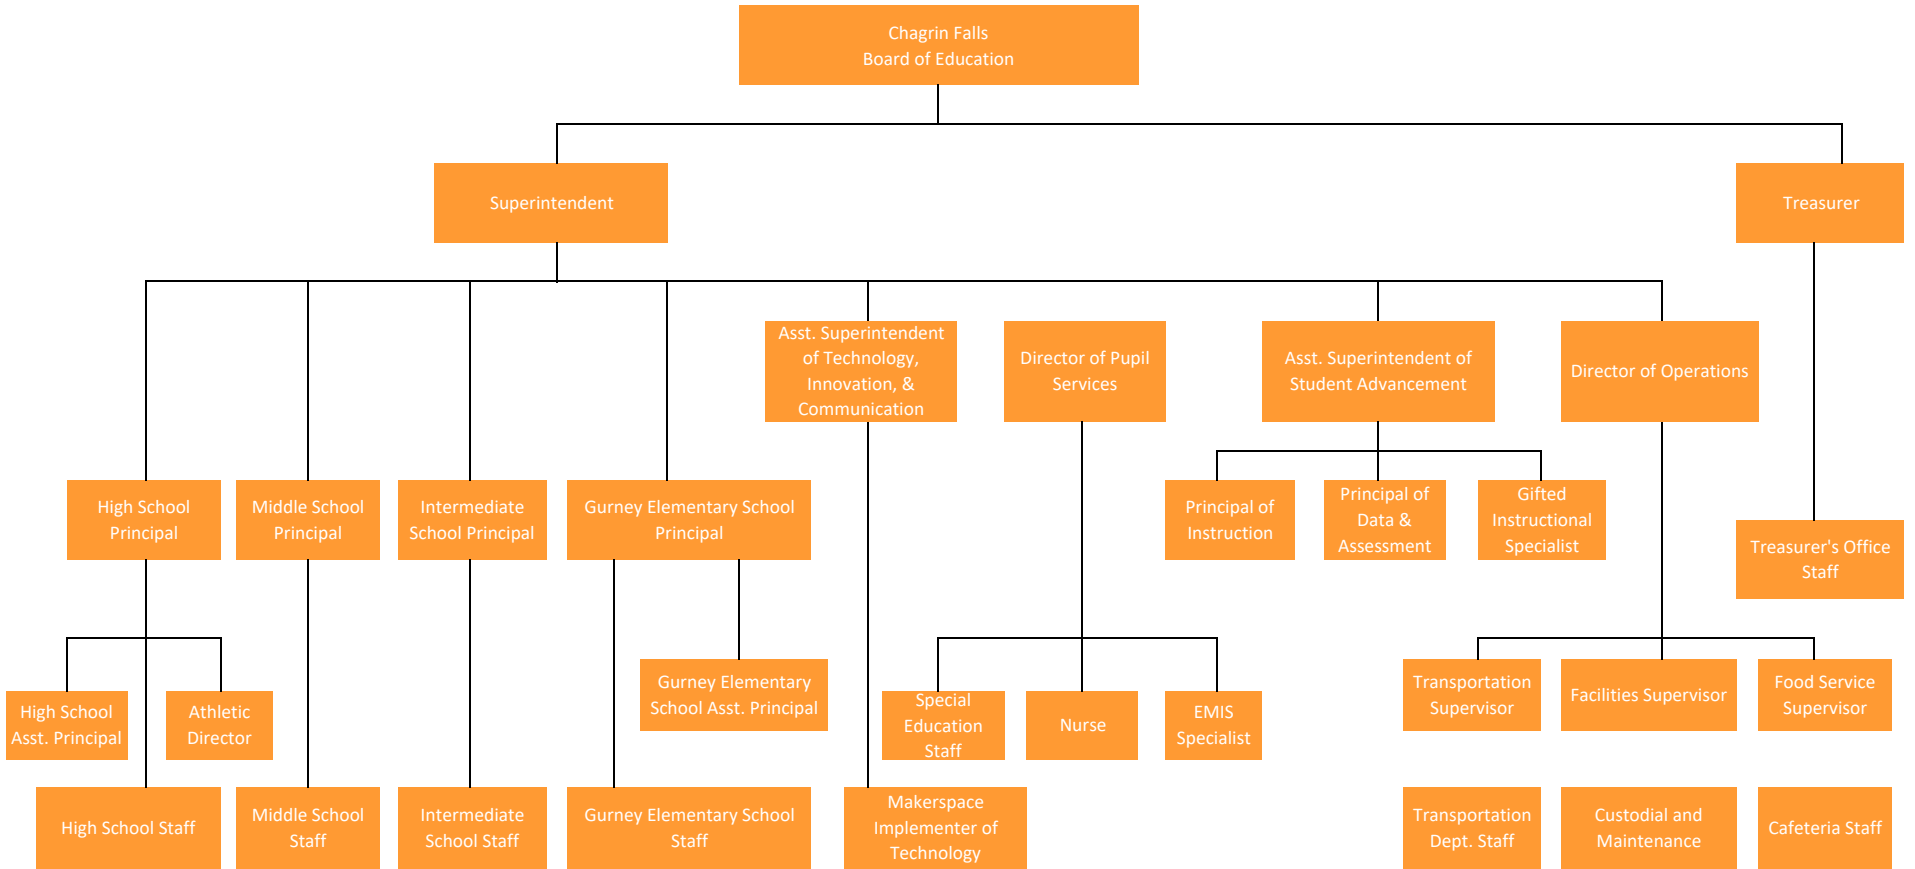 Chagrin Falls
Board of Education
Superintendent
Treasurer
Asst. Superintendent
of Technology,
Innovation, &
Communication
Director of Pupil
Services
Asst. Superintendent of
Student Advancement
Director of Operations
High School
Principal
Middle School
Principal
Intermediate
School Principal
Gurney Elementary School
Principal
Principal of
Instruction
Principal of
Data &
Assessment
Gifted
Instructional
Specialist
Treasurer's Office
Staff
High School
Asst. Principal
Athletic
Director
Gurney Elementary
School Asst. Principal
Special
Education
Staff
Nurse
EMIS
Specialist
Transportation
Supervisor
Facilities Supervisor
Food Service
Supervisor
High School Staff
Middle School
Staff
Intermediate
School Staff
Gurney Elementary School
Staff
Makerspace
Implementer of
Technology
Transportation
Dept. Staff
Custodial and
Maintenance
Cafeteria Staff